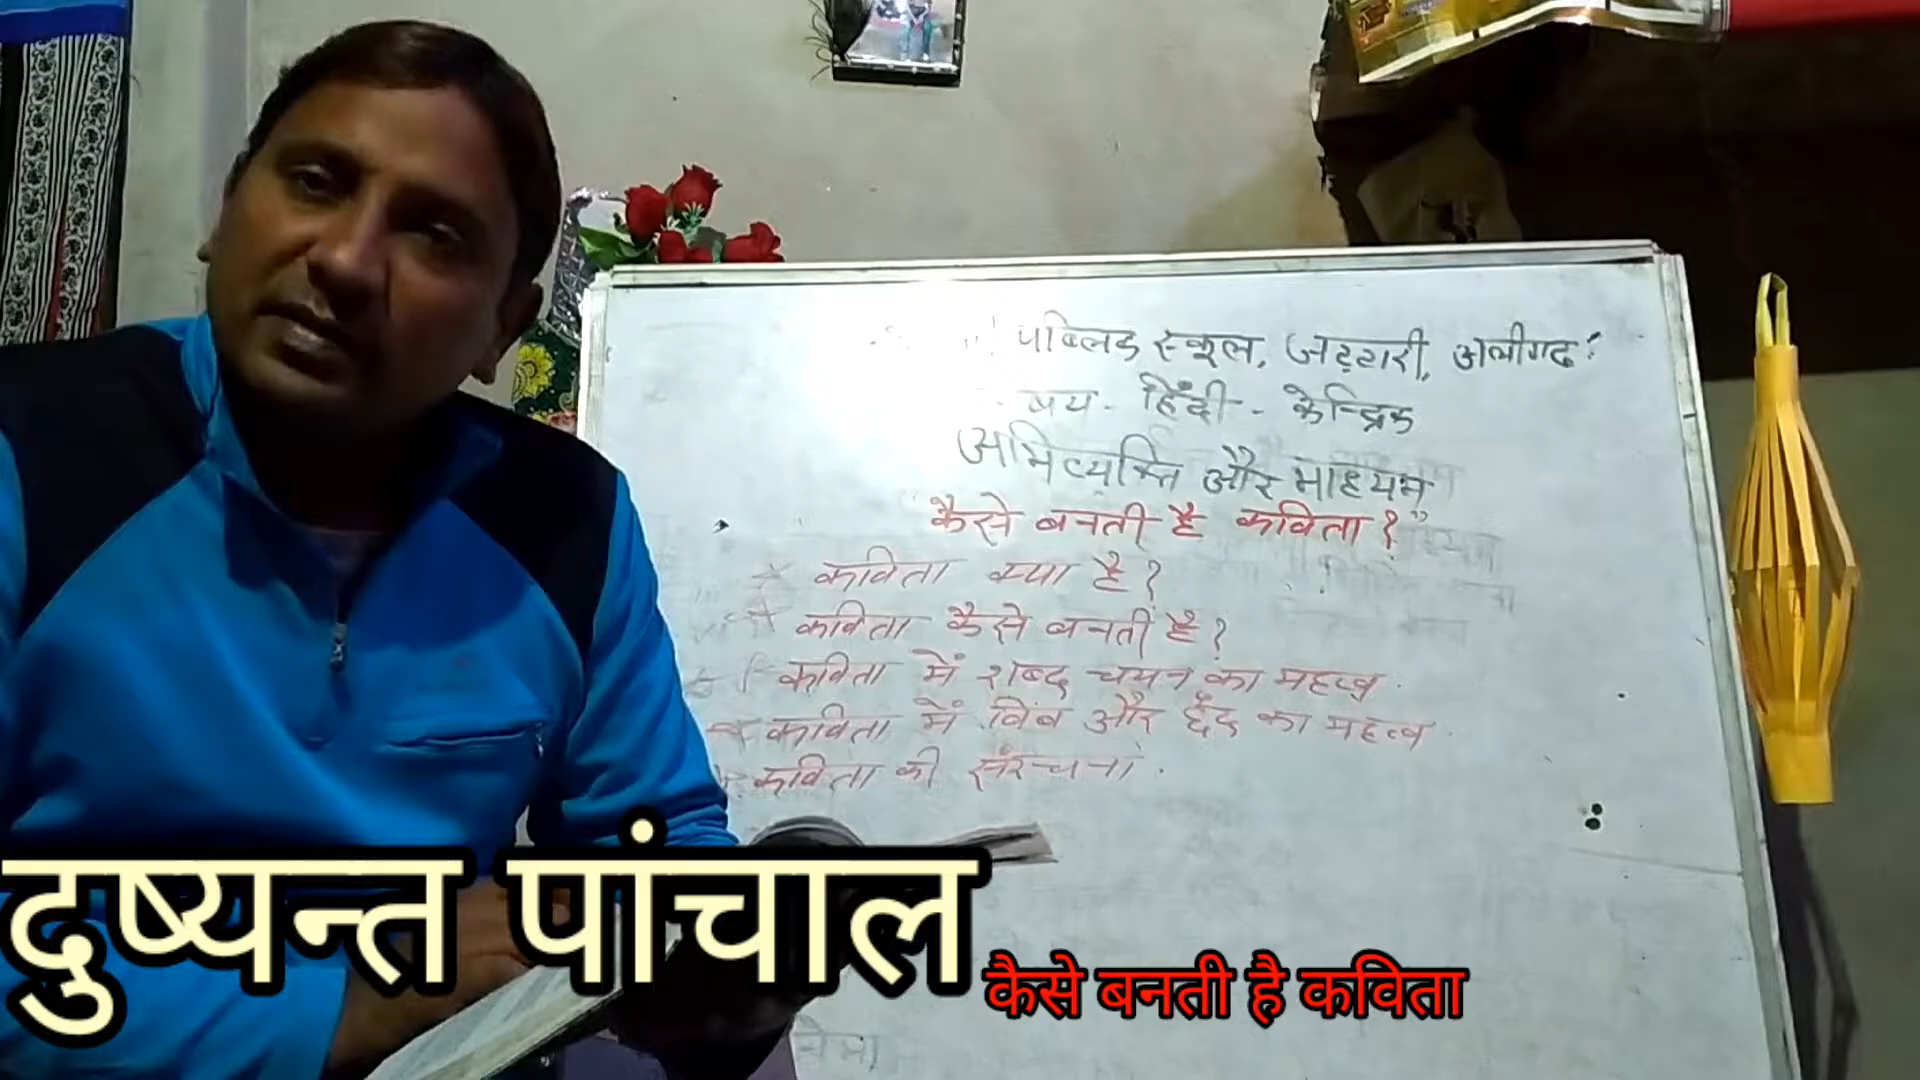 पब्लिक स्कूल, जट्टारी, अलीगढ़
हिंदी - केन्द्रिक
अभिव्यक्ति और माध्यम
कैसे बनती है कविता ?"
कविता क्या है ?
कविता कैसे बनती है ?
कविता में शब्द चयन का महत्व
कविता में बिंब और छंद का महत्व
कविता की संरचना
दुष्यन्त पांचाल
कैसे बनती है कविता